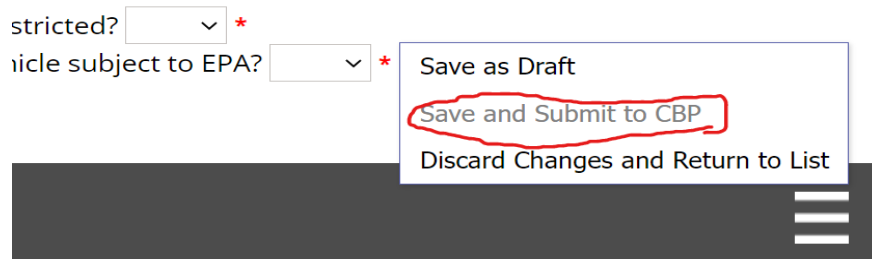 stricted? *
hicle subject to EPA? *
Save as Draft
Save and Submit to CBP
Discard Changes and Return to List